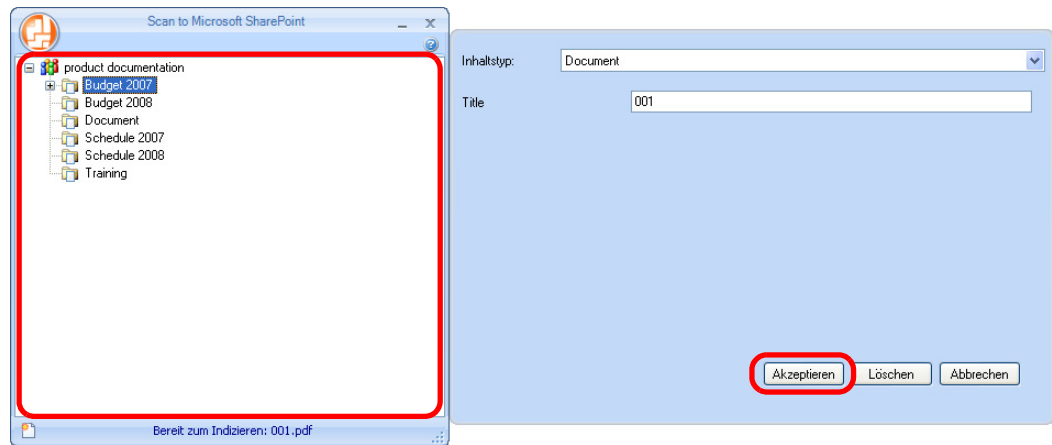 Scan to Microsoft SharePoint
product documentation
Budget 2007
Budget 2008
Document
Schedule 2007
Schedule 2008
Training
Bereit zum Indizieren: 001.pdf
Inhaltstyp: Document
Title 001
Akzeptieren Löschen Abbrechen